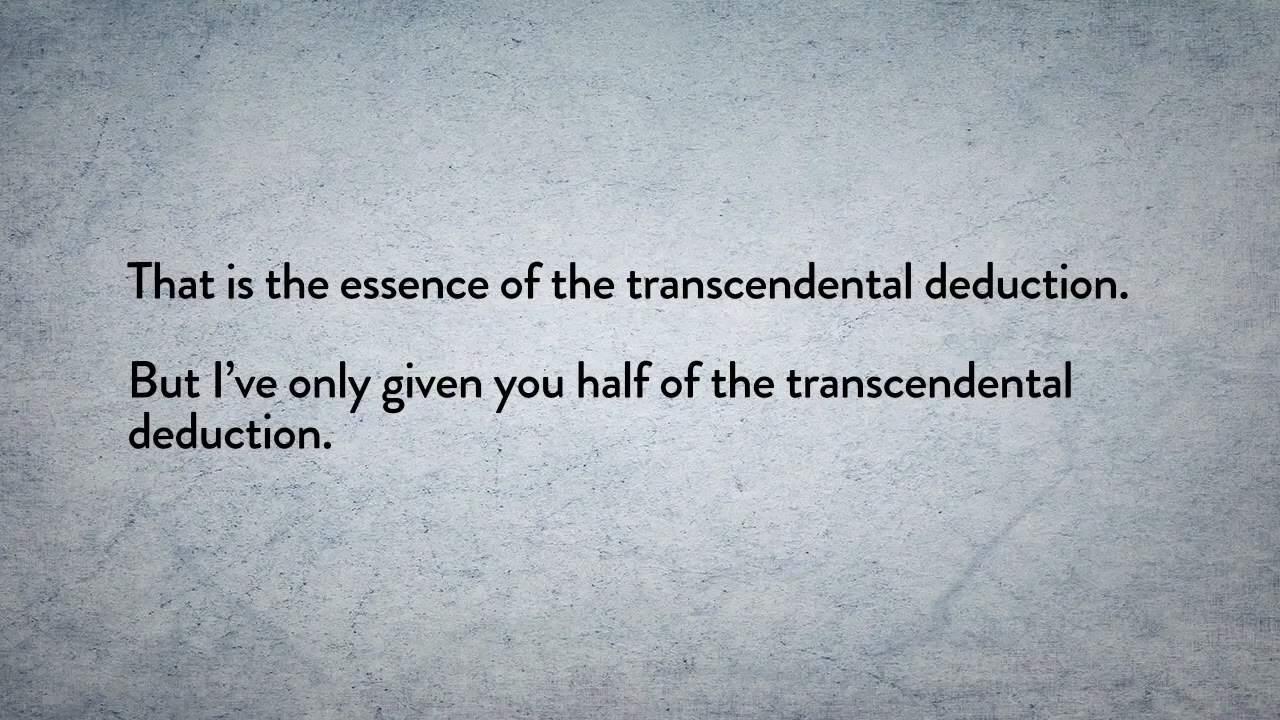 That is the essence of the transcendental deduction.
But I’ve only given you half of the transcendental
deduction.